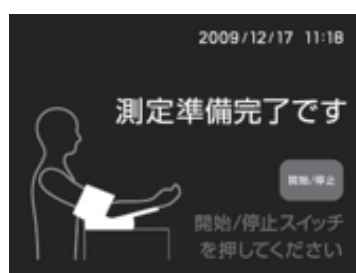 2009/12/17 11:18
測定準備完了です
開始/停止
開始/停止スイッチ
を押してください